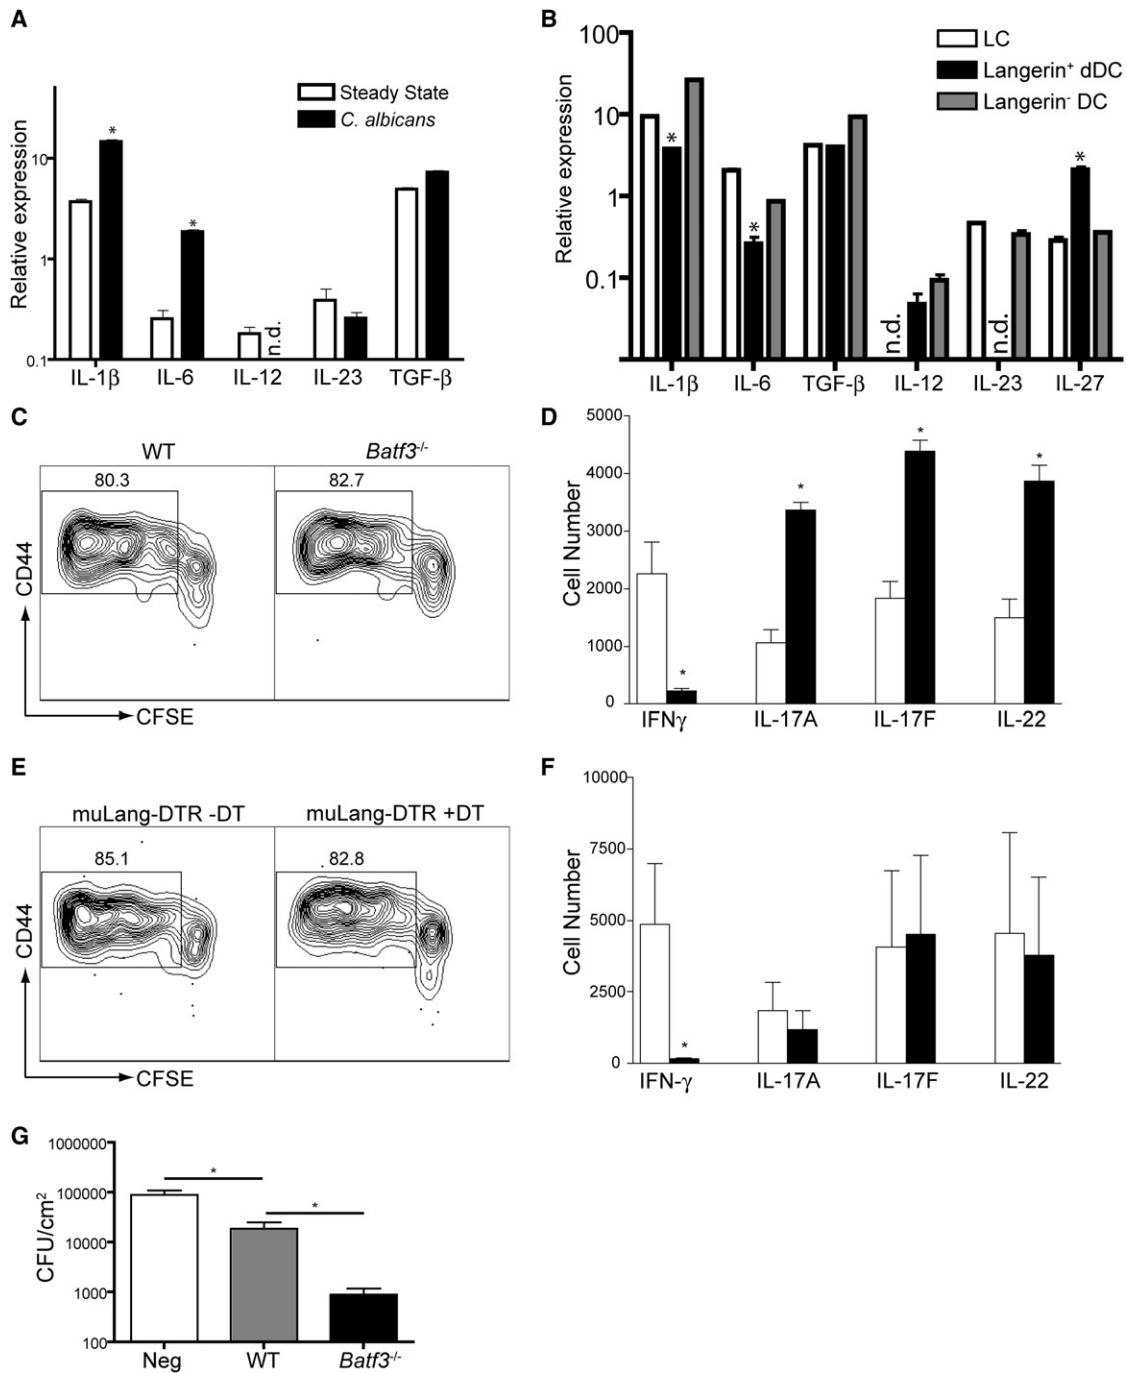 A
Relative expression
10
1
0.1
Steady State
C. albicans
*
*
n.d.
IL-1β IL-6 IL-12 IL-23 TGF-β
B
Relative expression
100
10
1
0.1
LC
Langerin+ dDC
Langerin- DC
*
*
*
n.d.
n.d.
IL-1β IL-6 TGF-β IL-12 IL-23 IL-27
C
WT Batf3-/-
80.3 82.7
CD44
CFSE
D
Cell Number
5000
4000
3000
2000
1000
0
*
*
*
*
IFNγ IL-17A IL-17F IL-22
E
muLang-DTR -DT muLang-DTR +DT
85.1 82.8
CD44
CFSE
F
Cell Number
10000
7500
5000
2500
0
*
IFN-γ IL-17A IL-17F IL-22
G
CFU/cm2
1000000
100000
10000
1000
100
*
*
Neg WT Batf3-/-